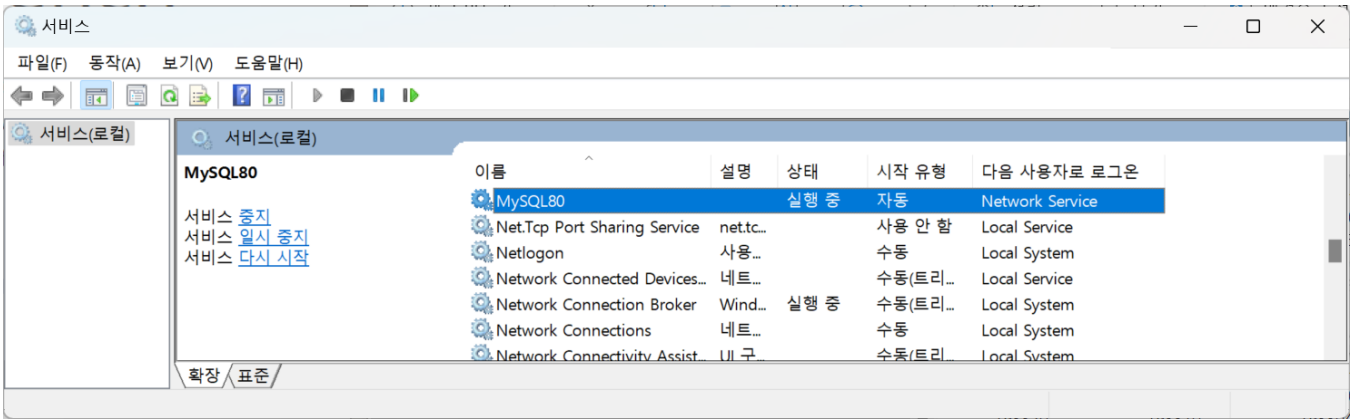 서비스
파일(F) 동작(A) 보기(V) 도움말(H)
서비스(로컬)
서비스(로컬)
MySQL80
서비스 중지
서비스 일시 중지
서비스 다시 시작
이름 설명 상태 시작 유형 다음 사용자로 로그온
MySQL80 실행 중 자동 Network Service
Net.Tcp Port Sharing Service net.tc... 사용 안 함 Local Service
Netlogon 사용... 수동 Local System
Network Connected Devices... 네트... 수동(트리... Local Service
Network Connection Broker Wind... 실행 중 수동(트리... Local System
Network Connections 네트... 수동 Local System
Network Connectivity Assist... UI 구... 수동(트리... Local System
확장 표준